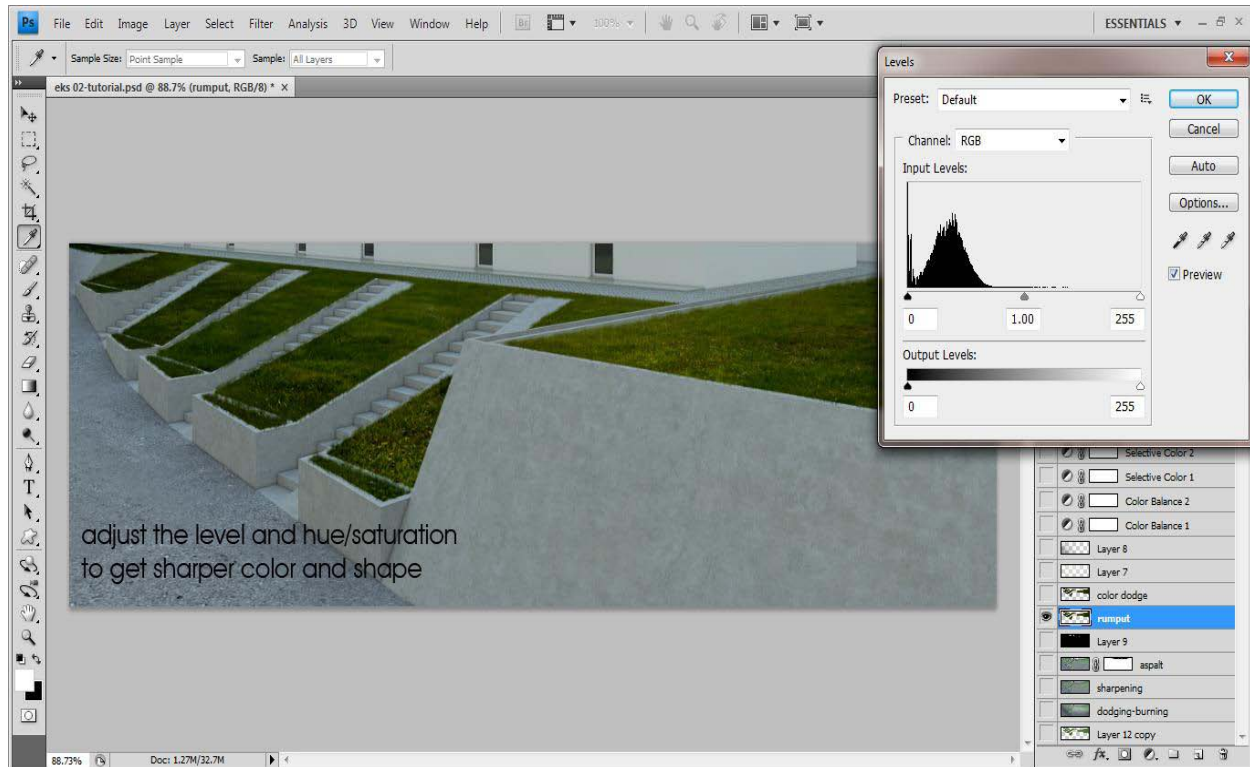 Ps File Edit Image Layer Select Filter Analysis 3D View Window Help Br 100% ESSENTIALS
Sample Size: Point Sample Sample: All Layers
eks 02-tutorial.psd @ 88.7% (rumput, RGB/8) * ×
Levels
Preset: Default
OK
Cancel
Auto
Options...
Preview
Channel: RGB
Input Levels:
0 1.00 255
Output Levels:
0 255
adjust the level and hue/saturation
to get sharper color and shape
Selective Color 2
Selective Color 1
Color Balance 2
Color Balance 1
Layer 8
Layer 7
color dodge
rumput
Layer 9
aspalt
sharpening
dodging-burning
Layer 12 copy
88.73% Doc: 1.27M/32.7M